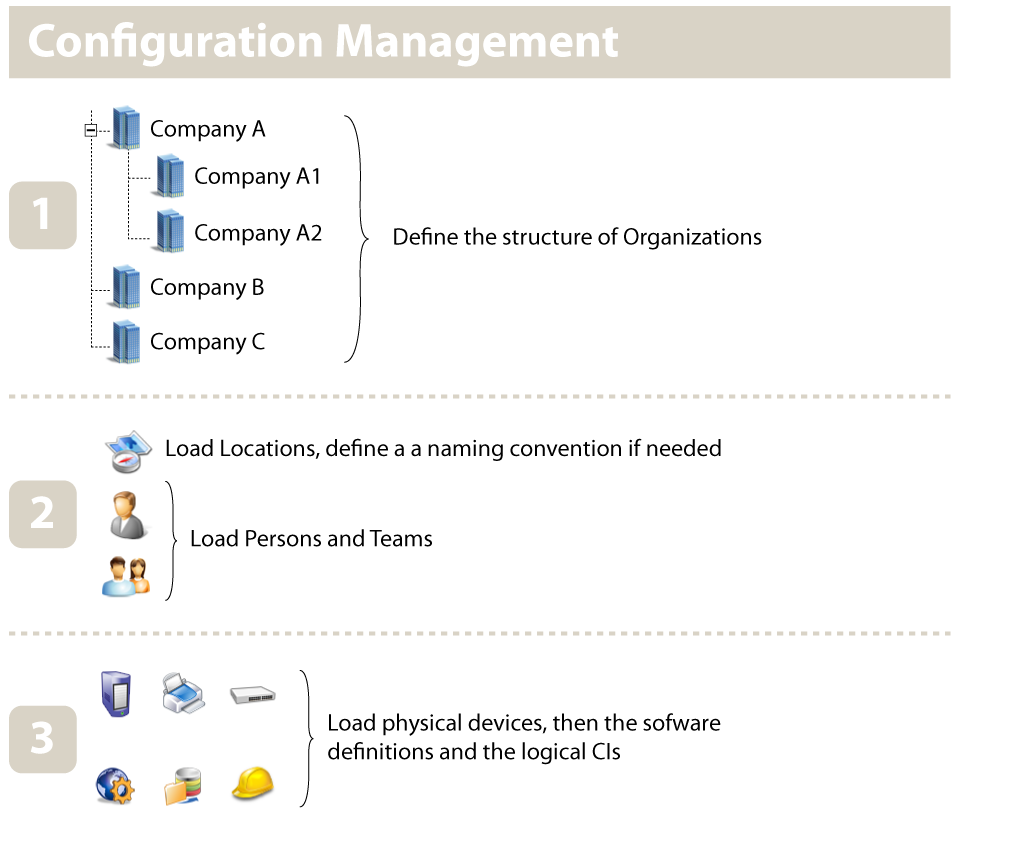 Configuration Management
1
Company A
Company A1
Company A2
Company B
Company C
Define the structure of Organizations
2
Load Locations, define a a naming convention if needed
Load Persons and Teams
3
Load physical devices, then the sofware
definitions and the logical CIs